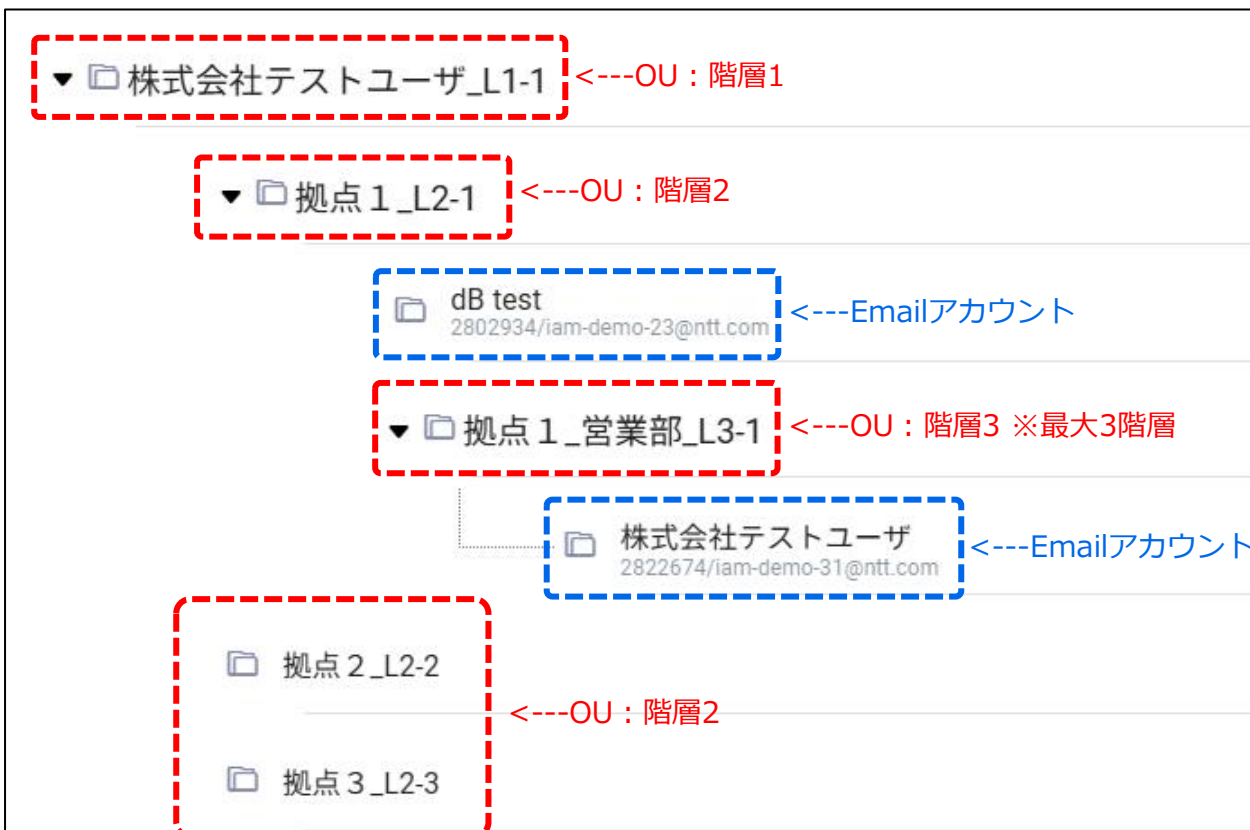 株式会社テストユーザ_L1-1 <---OU：階層1
拠点１_L2-1 <---OU：階層2
dB test
2802934/iam-demo-23@ntt.com
<---Emailアカウント
拠点１_営業部_L3-1 <---OU：階層3 ※最大3階層
株式会社テストユーザ
2822674/iam-demo-31@ntt.com
<---Emailアカウント
拠点２_L2-2
<---OU：階層2
拠点３_L2-3